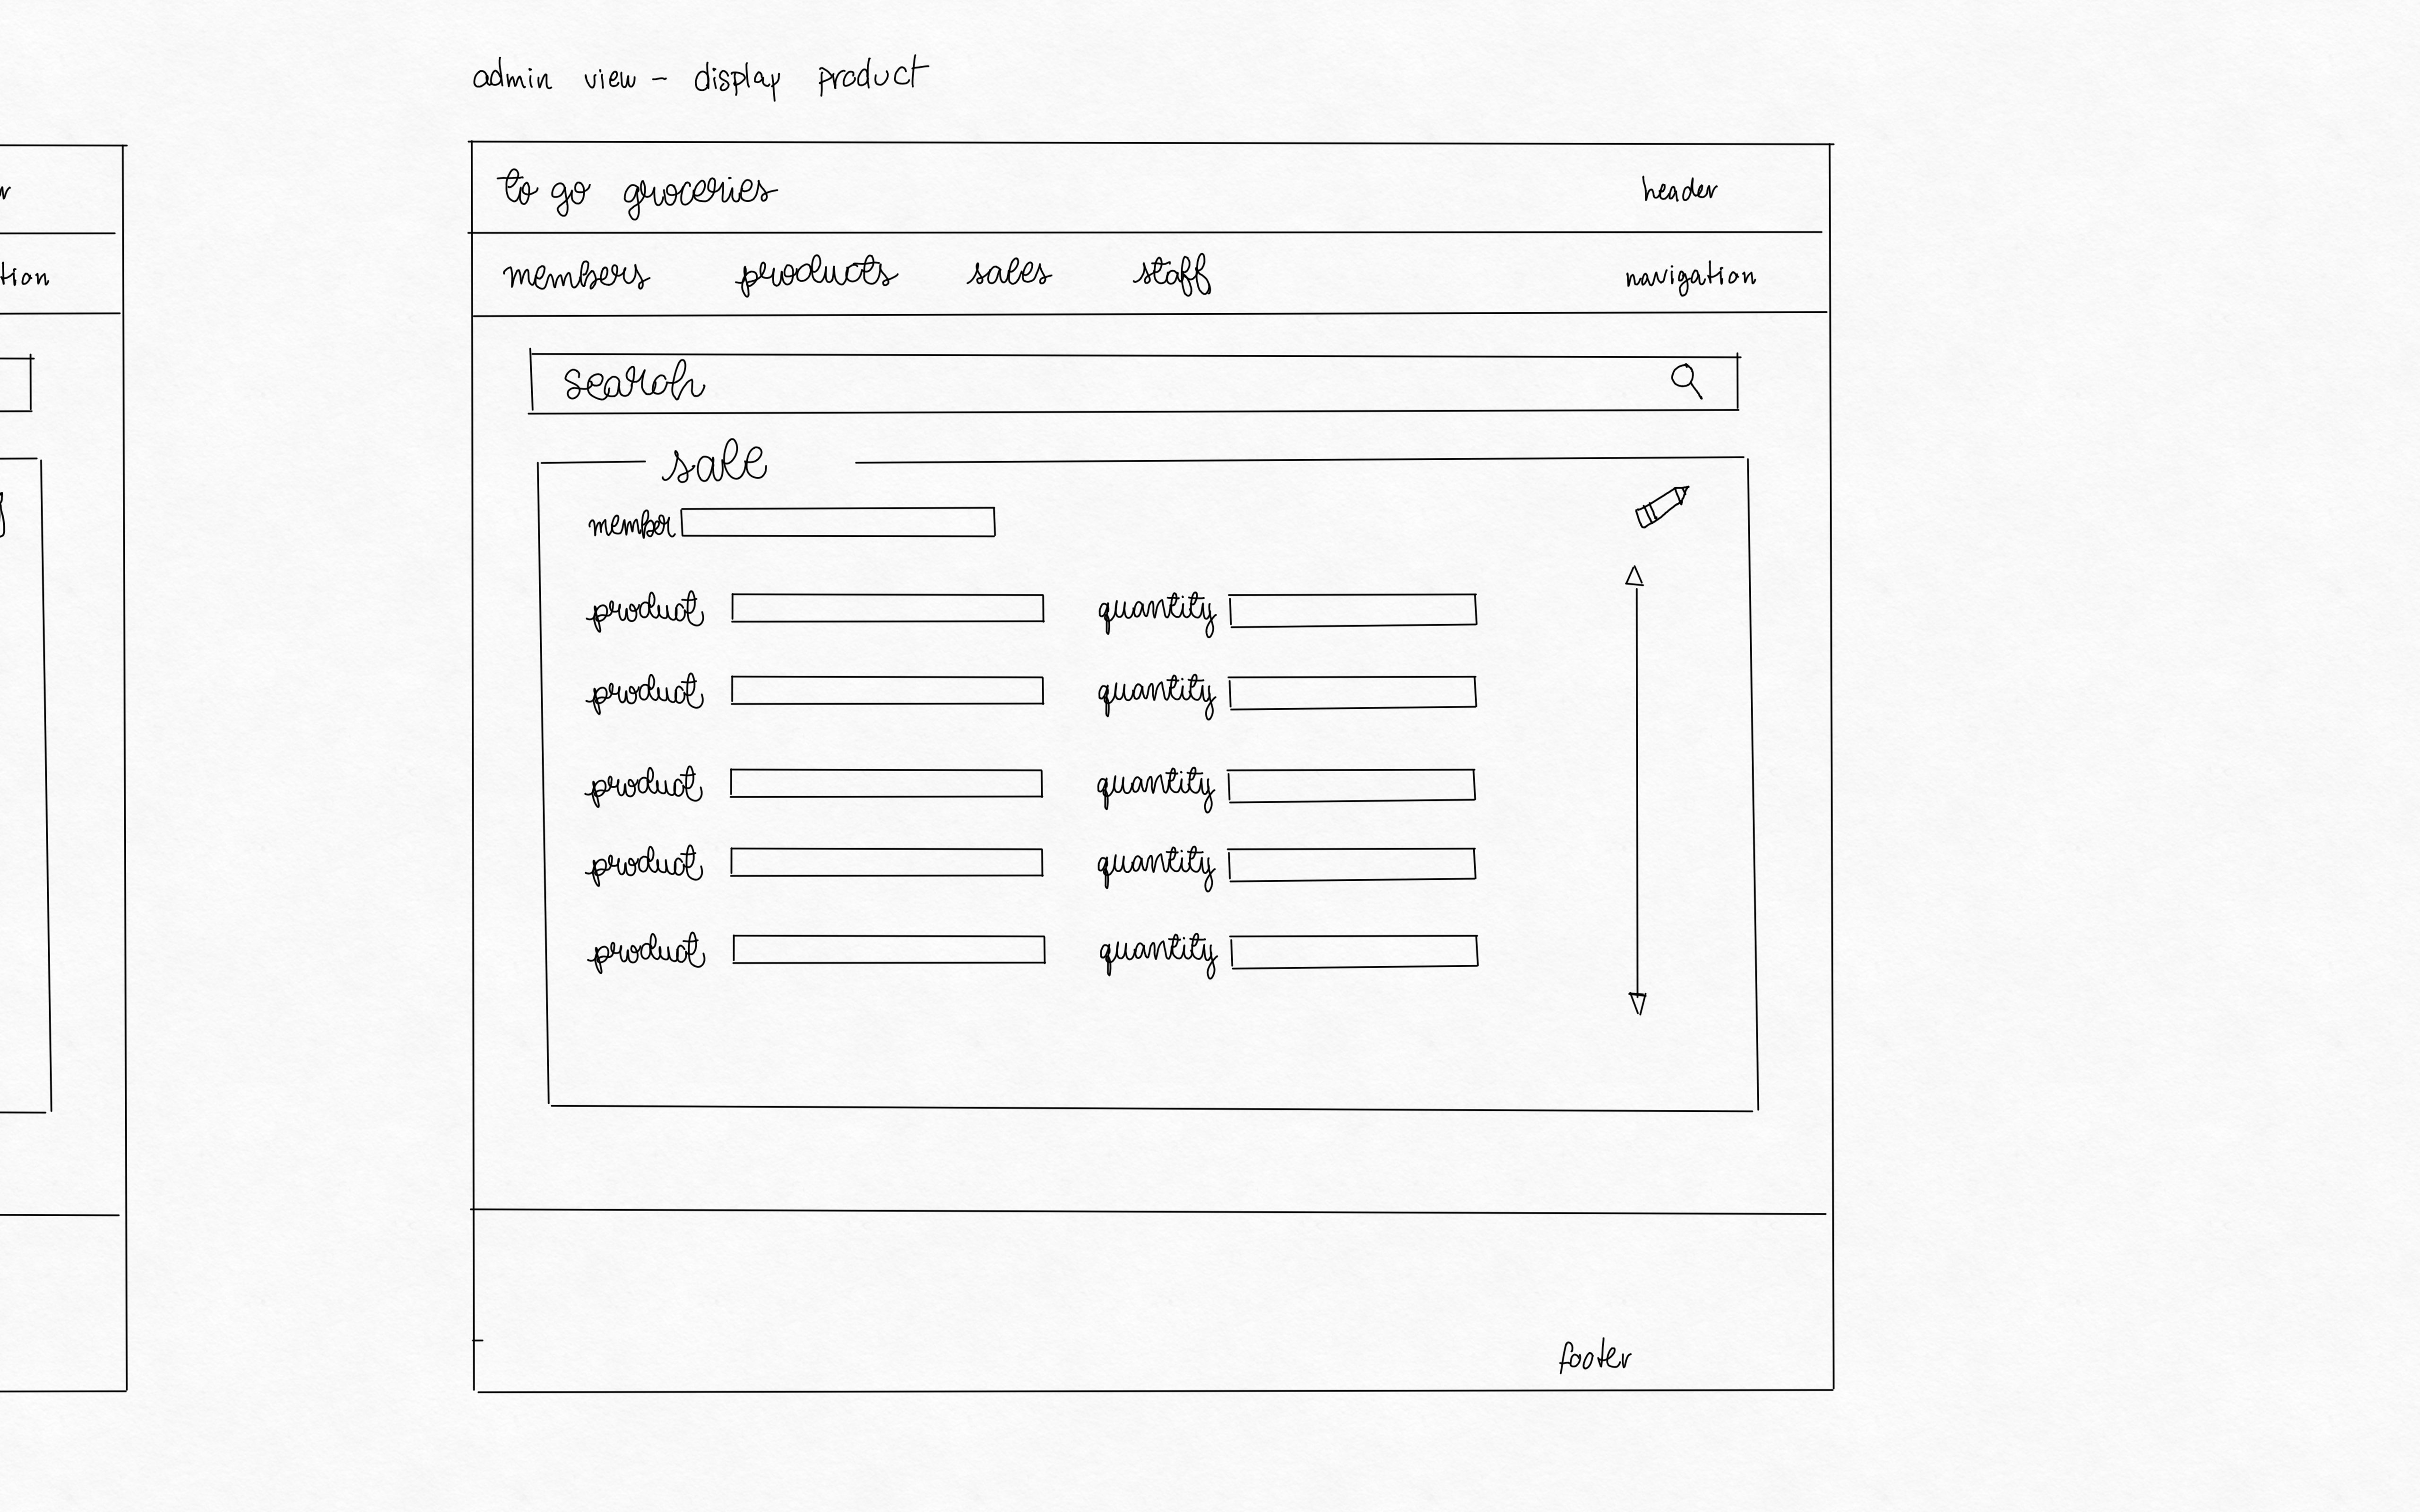 admin view - display product
to go groceries header
members products sales staff navigation
tion
search
sale
member
product quantity
product quantity
product quantity
product quantity
product quantity
footer